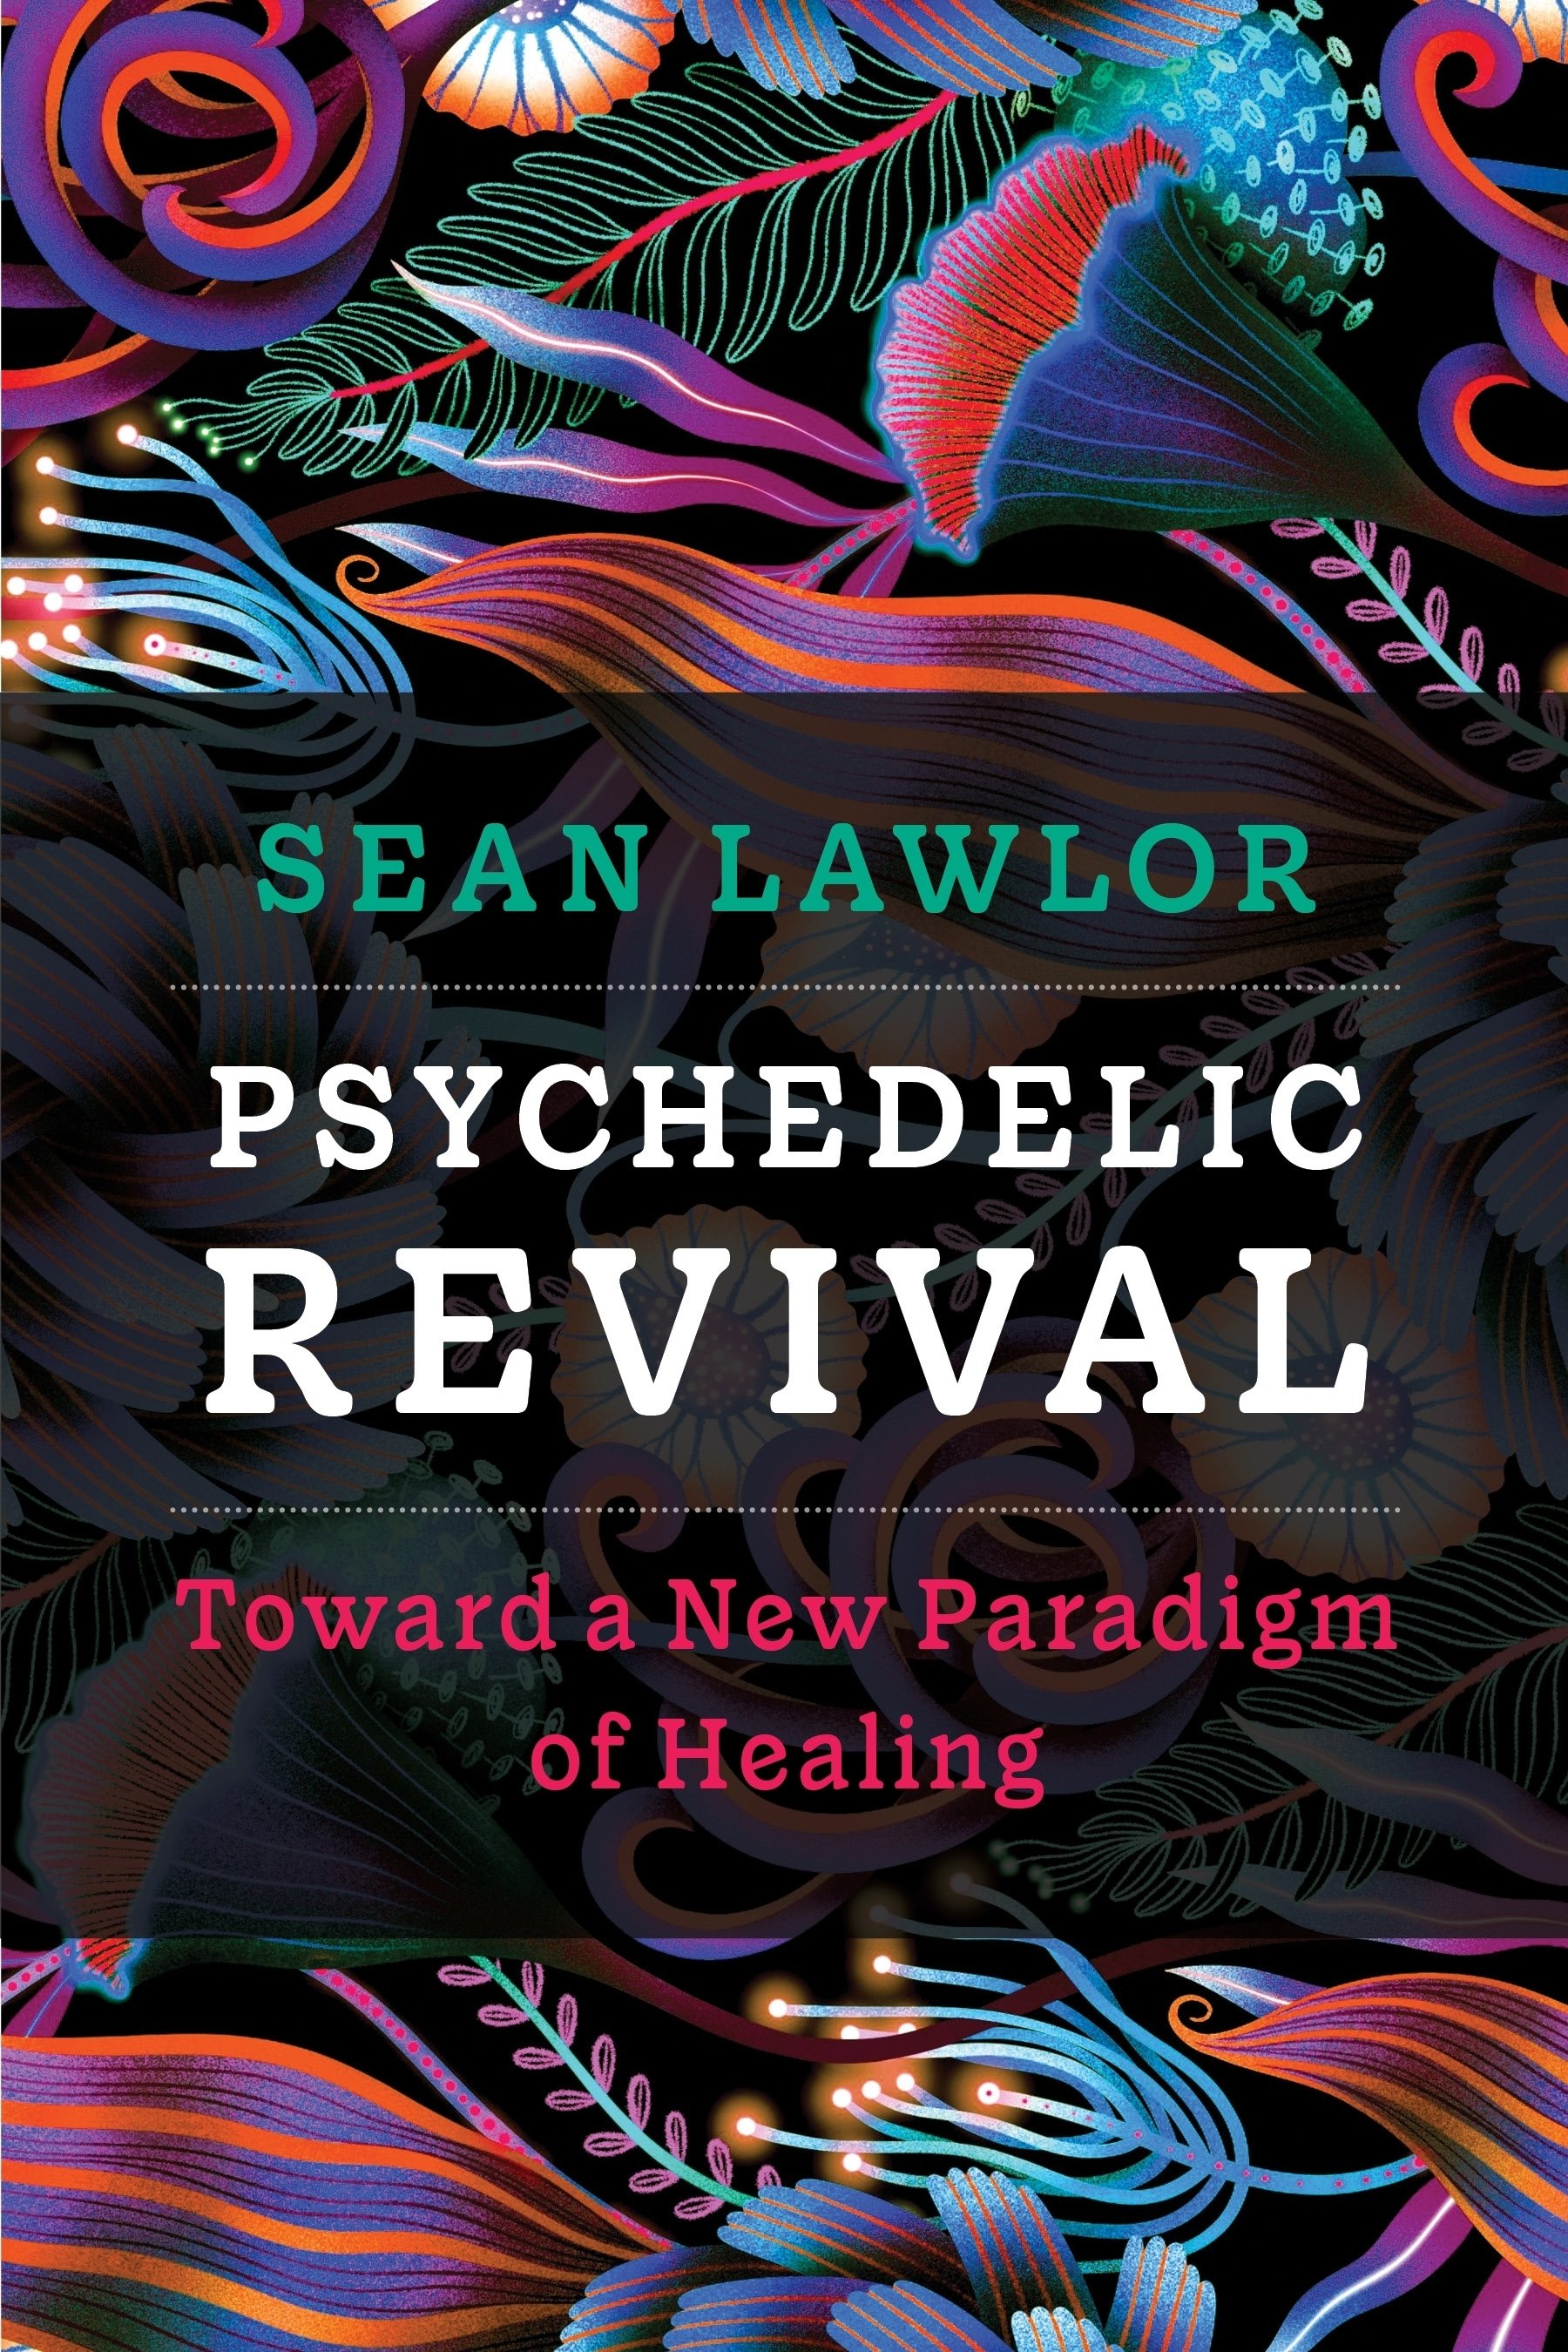 SEAN LAWLOR
PSYCHEDELIC
REVIVAL
Toward a New Paradigm
of Healing